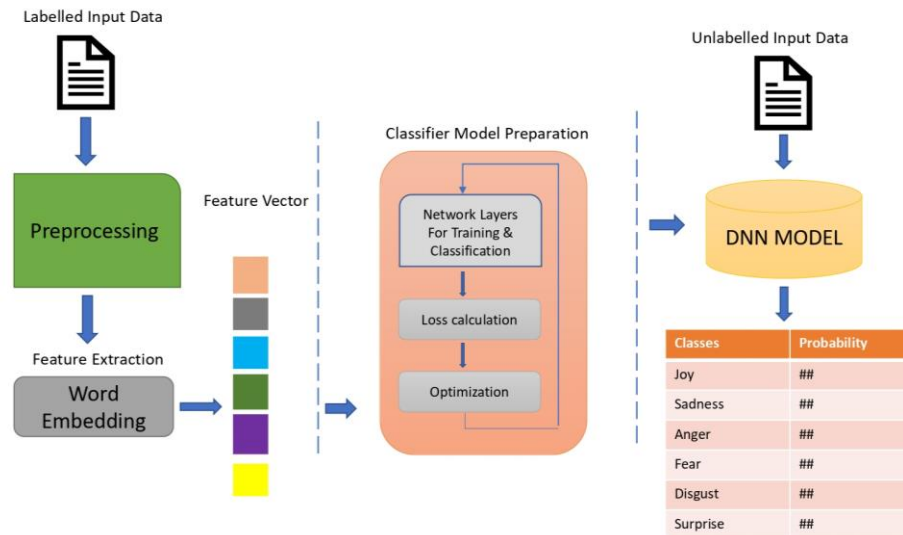 Labelled Input Data
Preprocessing
Feature Extraction
Word
Embedding
Feature Vector
Classifier Model Preparation
Network Layers
For Training &
Classification
Loss calculation
Optimization
Unlabelled Input Data
DNN MODEL
Classes Probability
Joy ##
Sadness ##
Anger ##
Fear ##
Disgust ##
Surprise ##